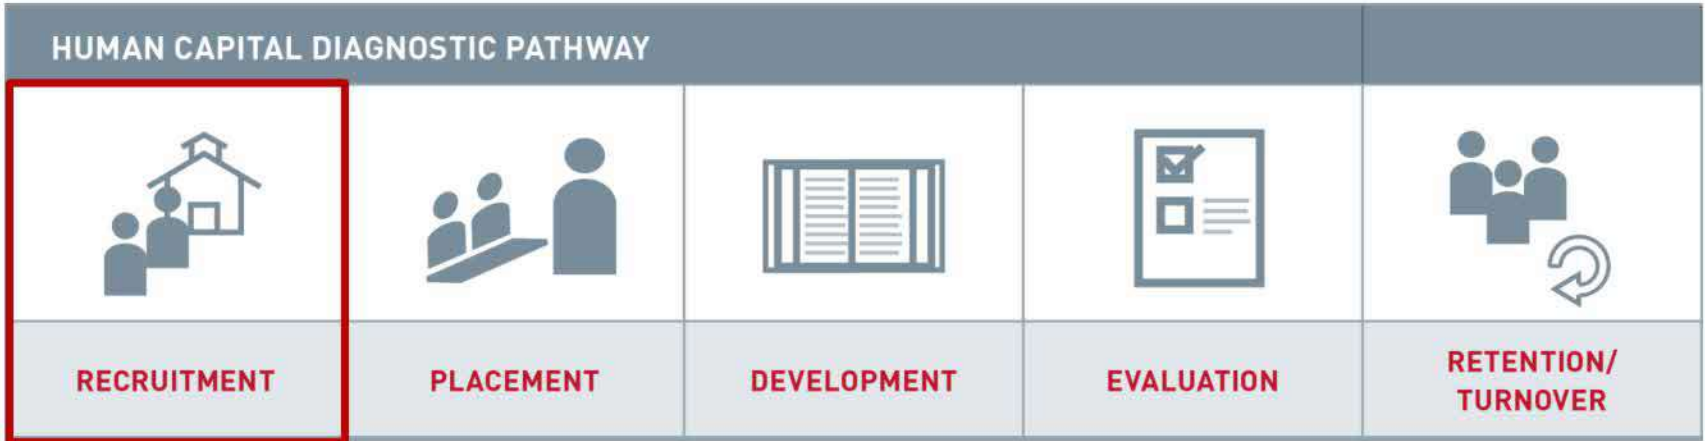 HUMAN CAPITAL DIAGNOSTIC PATHWAY
RECRUITMENT
PLACEMENT
DEVELOPMENT
EVALUATION
RETENTION/
TURNOVER